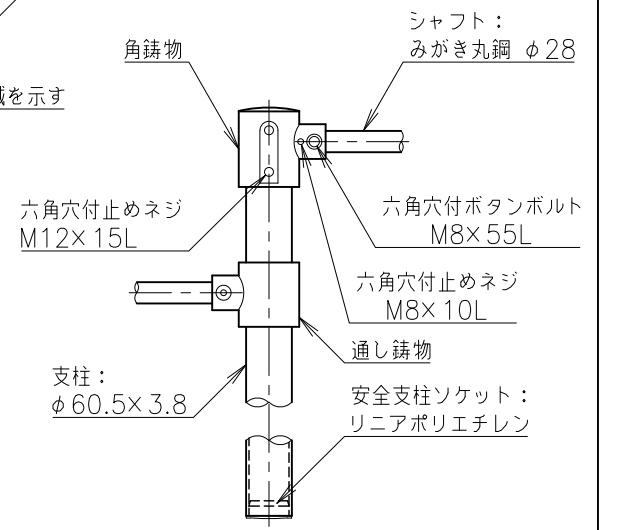 シャフト：
みがき丸鋼 φ28
角鋳物
を示す
六角穴付止めネジ
M12×15L
六角穴付ボタンボルト
M8×55L
六角穴付止めネジ
M8×10L
通し鋳物
支柱：
φ60.5×3.8
安全支柱ソケット：
リニアポリエチレン